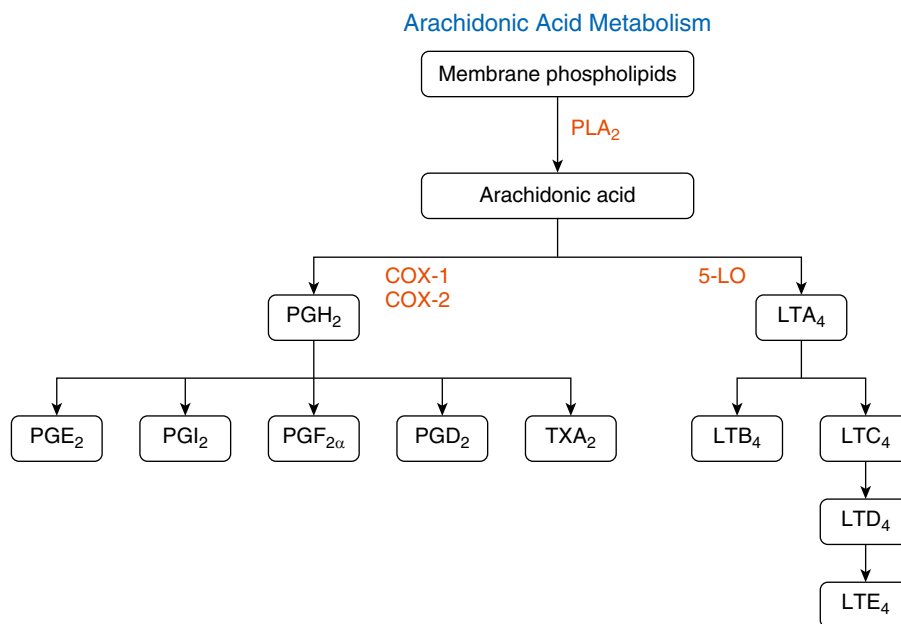 Arachidonic Acid Metabolism
Membrane phospholipids
PLA₂
Arachidonic acid
COX-1
COX-2
5-LO
PGH₂
LTA₄
PGE₂
PGI₂
PGF₂α
PGD₂
TXA₂
LTB₄
LTC₄
LTD₄
LTE₄